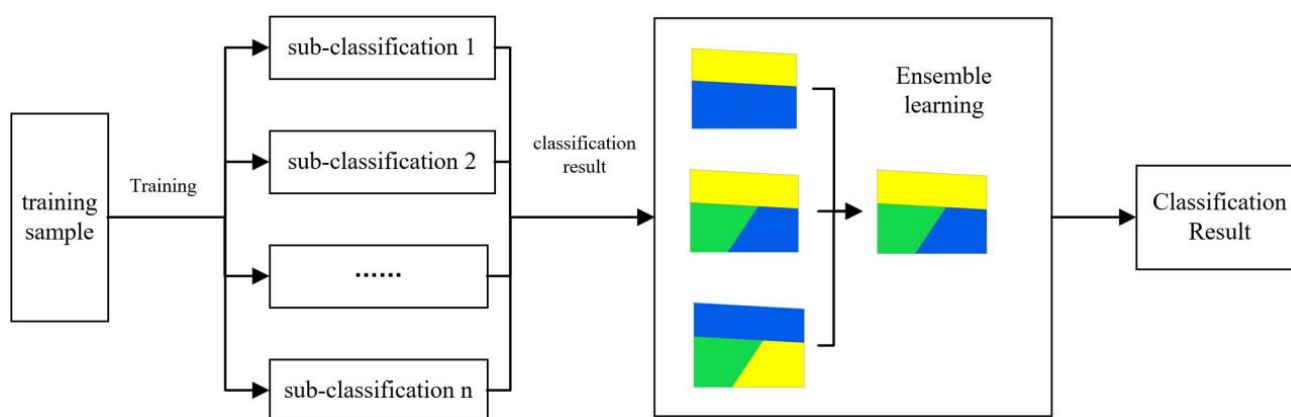 training
sample
Training
sub-classification 1
sub-classification 2
······
sub-classification n
classification
result
Ensemble
learning
Classification
Result